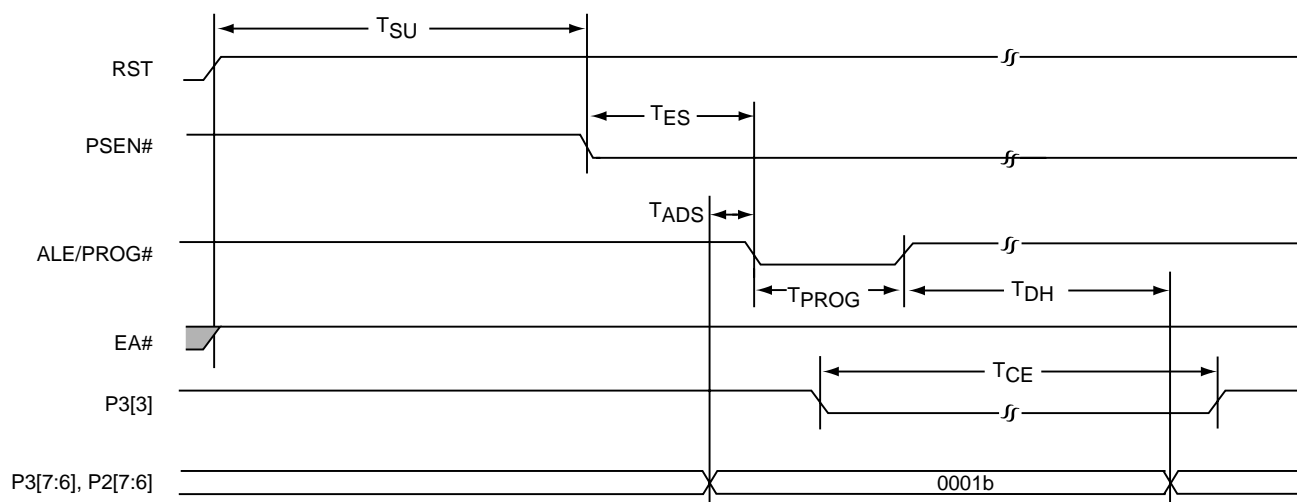 TSU
RST
TES
PSEN#
TADS
ALE/PROG#
TPROG
TDH
EA#
TCE
P3[3]
P3[7:6], P2[7:6]
0001b